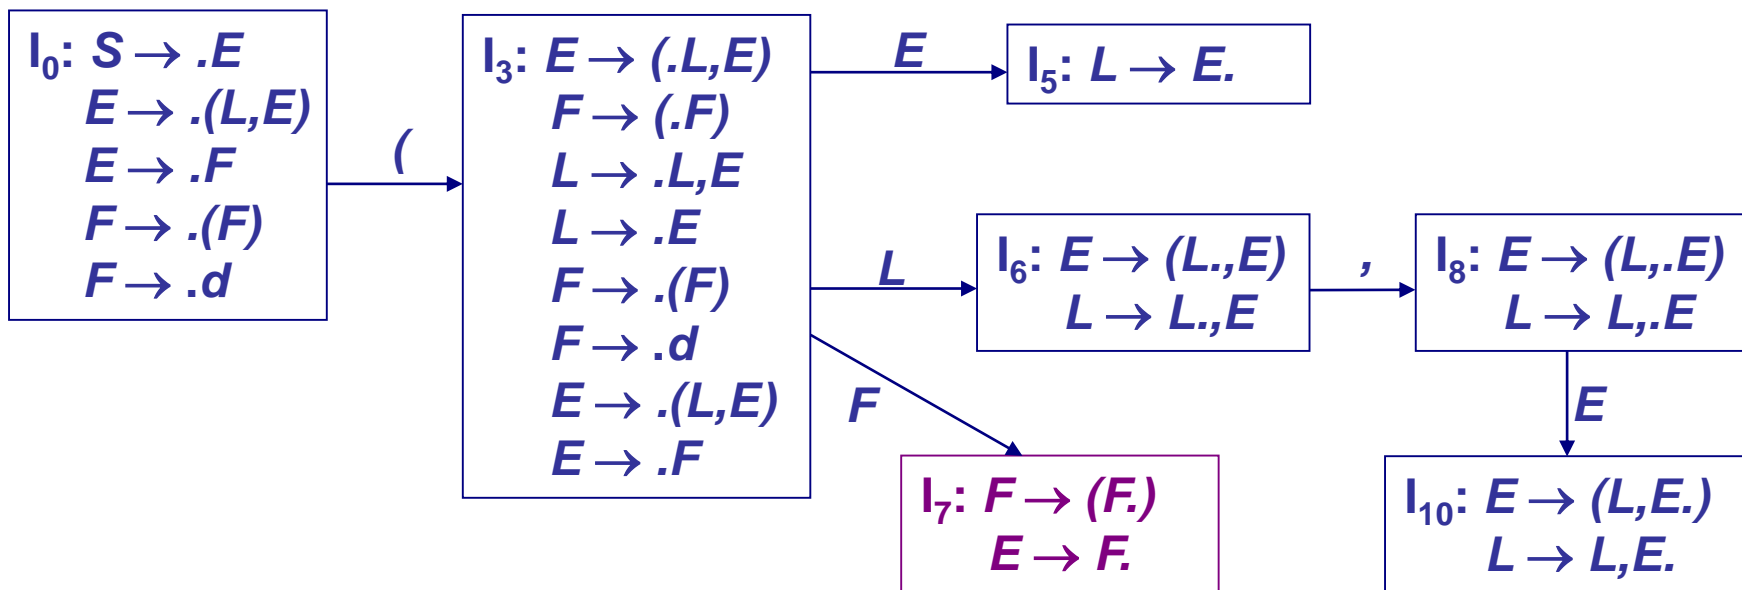 I₀: S → .E
E → .(L,E)
E → .F
F → .(F)
F → .d
(
I₃: E → (.L,E)
F → (.F)
L → .L,E
L → .E
F → .(F)
F → .d
E → .(L,E)
E → .F
E
I₅: L → E.
L
I₆: E → (L.,E)
L → L.,E
,
I₈: E → (L,.E)
L → L,.E
F
I₇: F → (F.)
E → F.
E
I₁₀: E → (L,E.)
L → L,E.